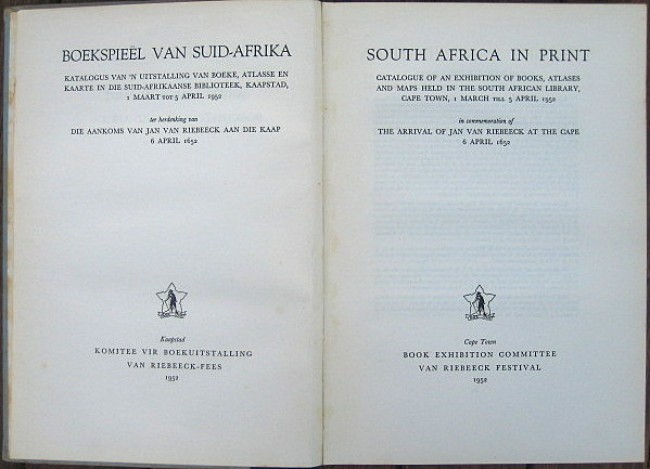 BOEKSPIEËL VAN SUID-AFRIKA
KATALOGUS VAN 'N UITSTALLING VAN BOEKE, ATLASSE EN
KAARTE IN DIE SUID-AFRIKAANSE BIBLIOTEEK, KAAPSTAD,
1 MAART TOT 5 APRIL 1952
ter herdenking van
DIE AANKOMS VAN JAN VAN RIEBEECK AAN DIE KAAP
6 APRIL 1652
Kaapstad
KOMITEE VIR BOEKUITSTALLING
VAN RIEBEECK-FEES
1952
SOUTH AFRICA IN PRINT
CATALOGUE OF AN EXHIBITION OF BOOKS, ATLASES
AND MAPS HELD IN THE SOUTH AFRICAN LIBRARY,
CAPE TOWN, 1 MARCH TILL 5 APRIL 1952
in commemoration of
THE ARRIVAL OF JAN VAN RIEBEECK AT THE CAPE
6 APRIL 1652
Cape Town
BOOK EXHIBITION COMMITTEE
VAN RIEBEECK FESTIVAL
1952